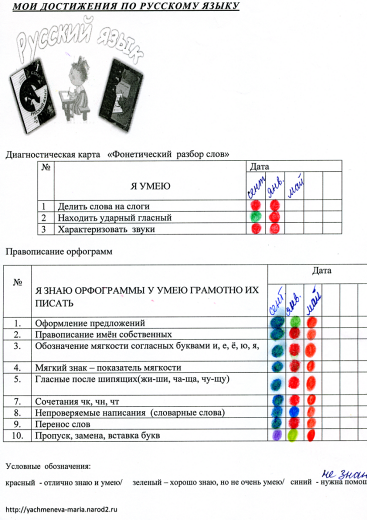 МОИ ДОСТИЖЕНИЯ ПО РУССКОМУ ЯЗЫКУ
Русский язык
Диагностическая карта «Фонетический разбор слов»
№ Я УМЕЮ Дата
сент янв. май
1 Делить слова на слоги
2 Находить ударный гласный
3 Характеризовать звуки
Правописание орфограмм
№ Я ЗНАЮ ОРФОГРАММЫ У УМЕЮ ГРАМОТНО ИХ Дата
ПИСАТЬ сент янв. май
1. Оформление предложений
2. Правописание имён собственных
3. Обозначение мягкости согласных буквами и, е, ё, ю, я,
4. Мягкий знак – показатель мягкости
5. Гласные после шипящих(жи-ши, ча-ща, чу-щу)
7. Сочетания чк, чн, чт
8. Непроверяемые написания (словарные слова)
9. Перенос слов
10. Пропуск, замена, вставка букв
Условные обозначения:
не знаю
красный - отлично знаю и умею/ зеленый – хорошо знаю, но не очень умею/ синий - нужна помощ
http://yachmeneva-maria.narod2.ru